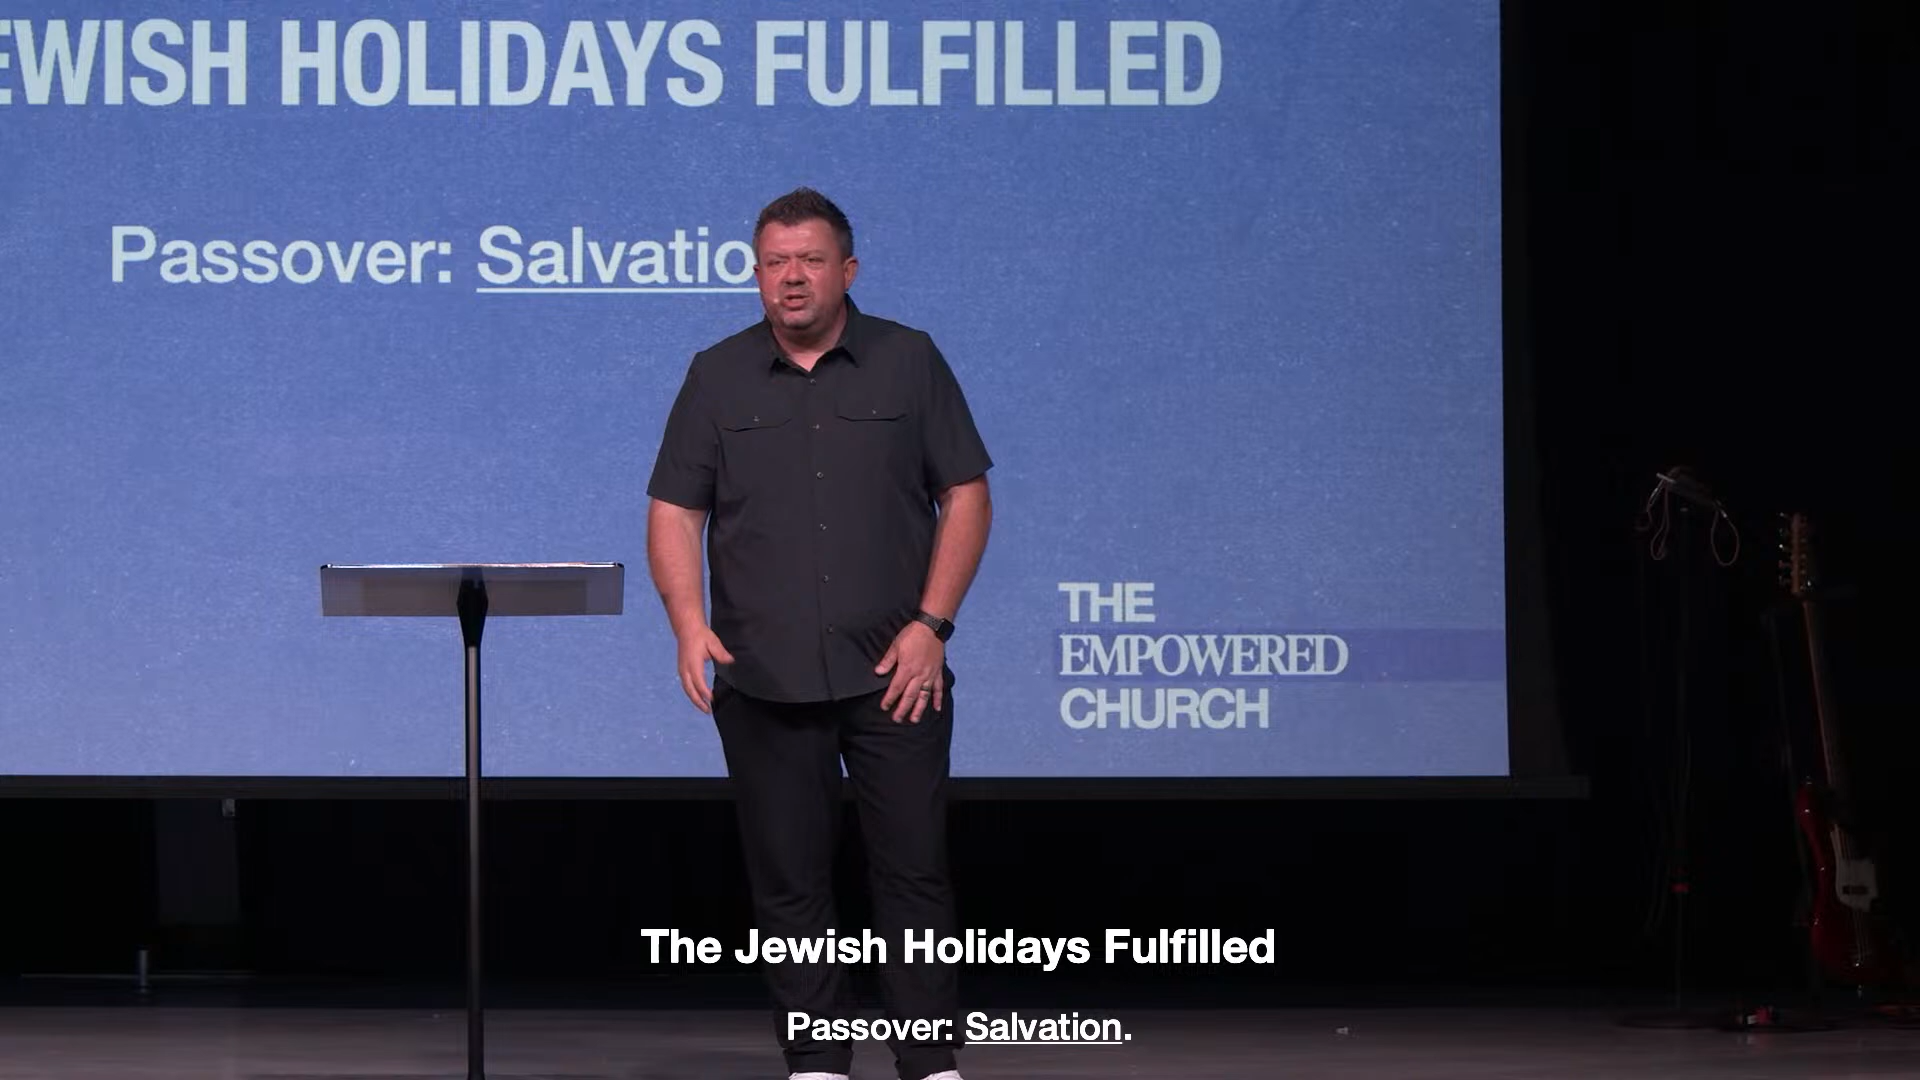 EWISH HOLIDAYS FULFILLED
Passover: Salvatio
THE
EMPOWERED
CHURCH
The Jewish Holidays Fulfilled
Passover: Salvation.